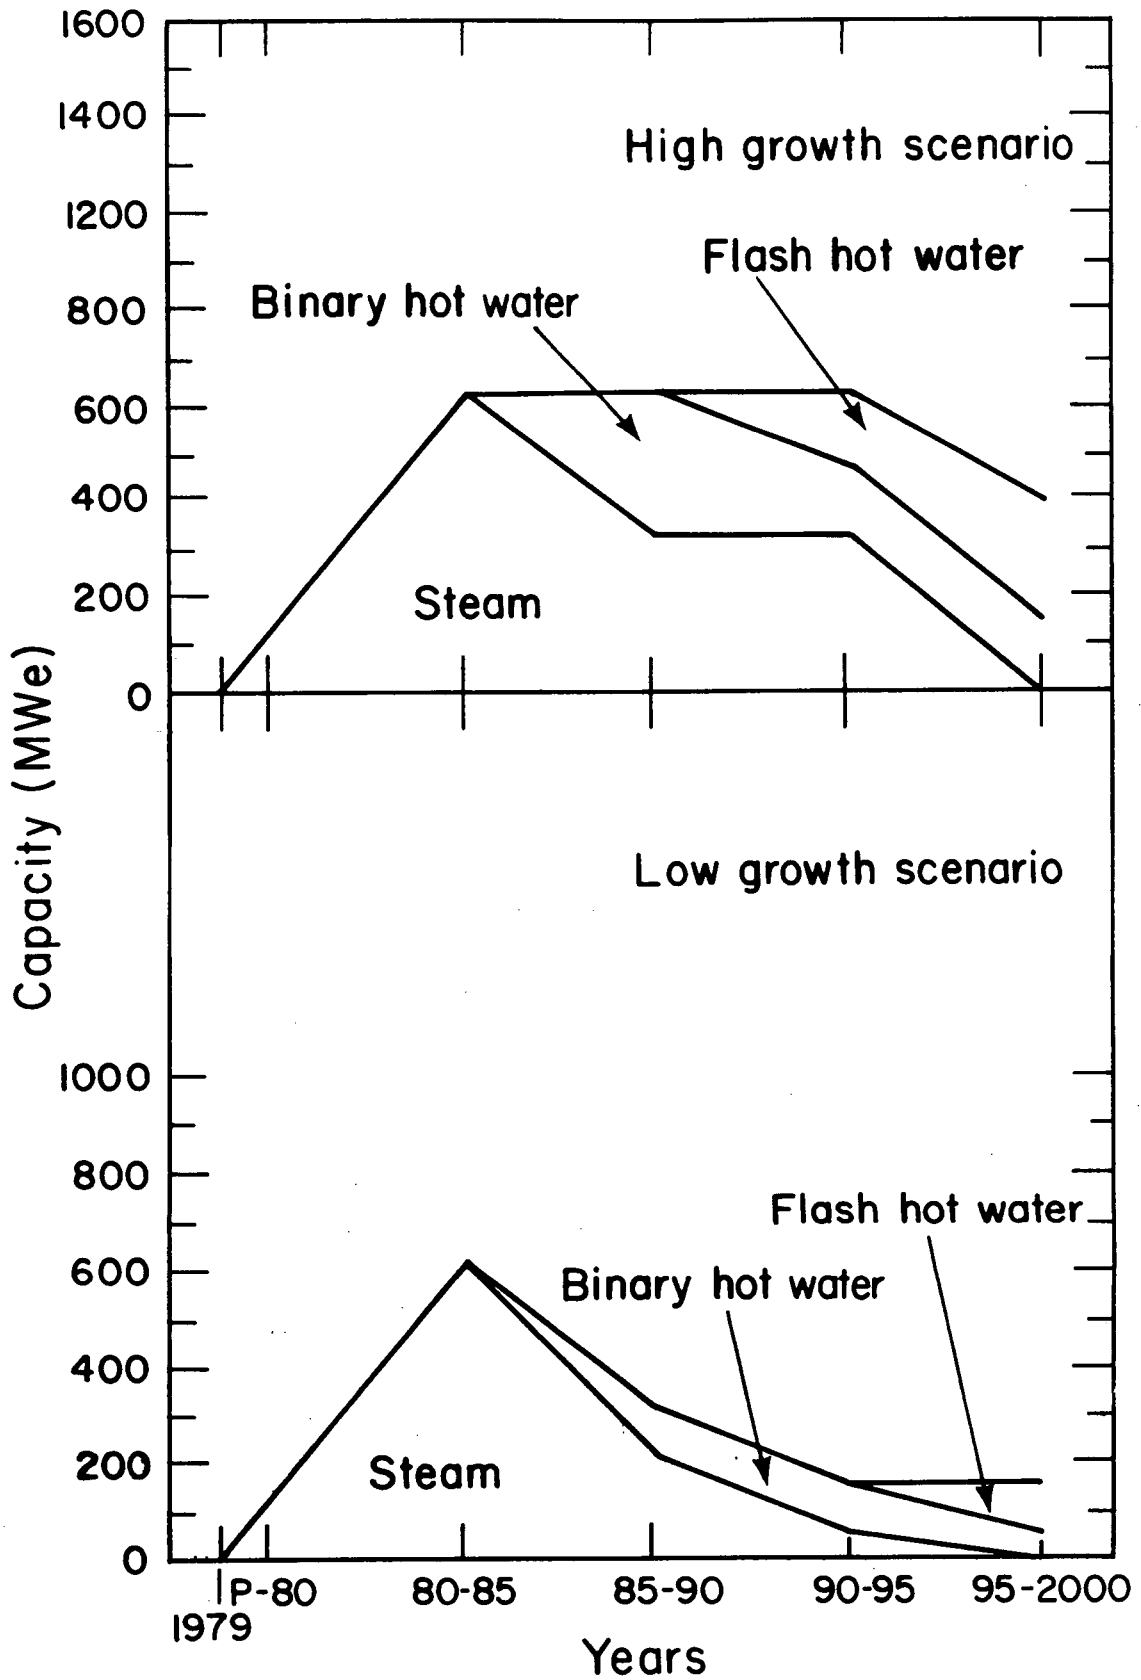 1600
1400
High growth scenario
1200
Flash hot water
800
Binary hot water
600
400
200
Steam
0
Capacity (MWe)
Low growth scenario
1000
800
Flash hot water
600
Binary hot water
400
200
Steam
0
P-80 80-85 85-90 90-95 95-2000
1979
Years